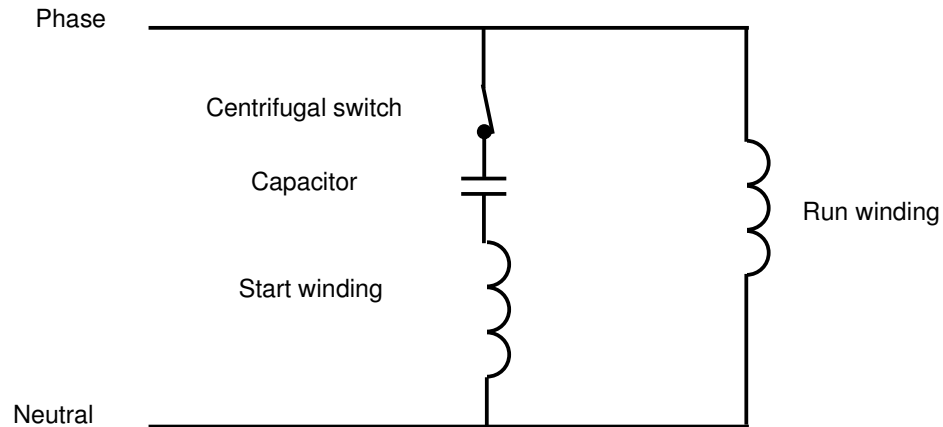 Phase
Centrifugal switch
Capacitor
Run winding
Start winding
Neutral